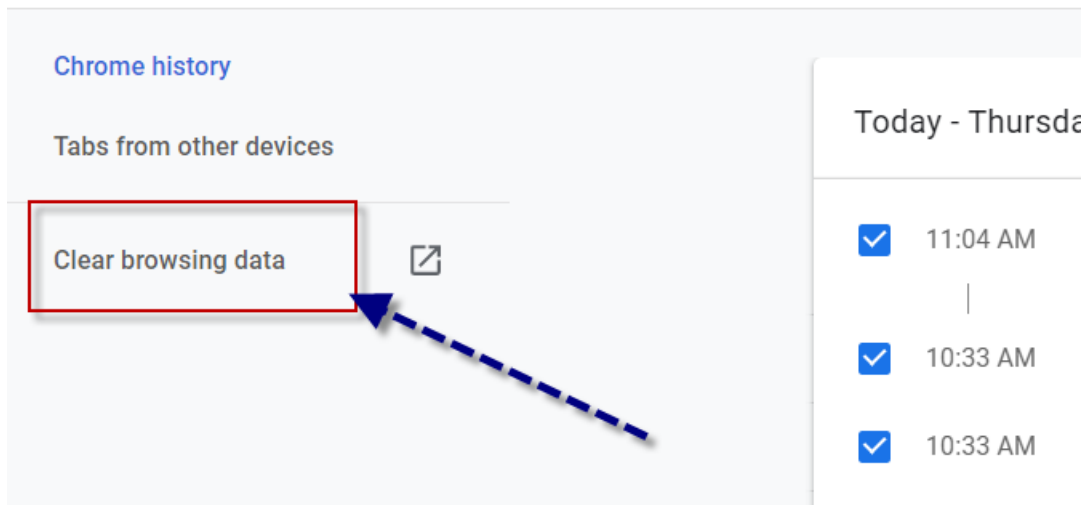 Chrome history
Tabs from other devices
Clear browsing data
Today - Thursda
11:04 AM
10:33 AM
10:33 AM